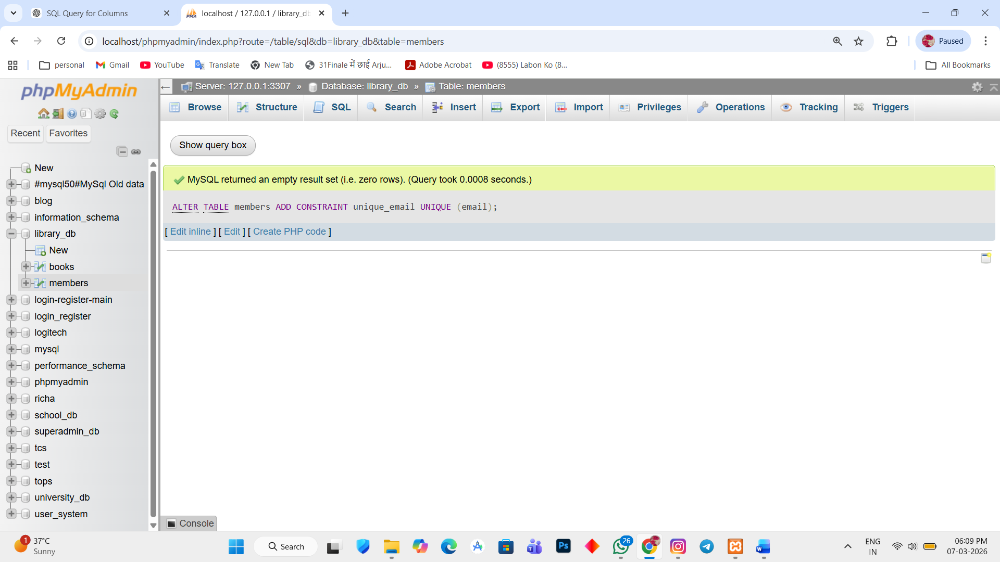 SQL Query for Columns
localhost / 127.0.0.1 / library_db
localhost/phpmyadmin/index.php?route=/table/sql&db=library_db&table=members
Paused
personal
Gmail
YouTube
Translate
New Tab
31Finale में छाई Arju...
Adobe Acrobat
(8555) Labon Ko (8...
All Bookmarks
phpMyAdmin
Recent
Favorites
New
#mysql50#MySql Old data
blog
information_schema
library_db
New
books
members
login-register-main
login_register
logitech
mysql
performance_schema
phpmyadmin
richa
school_db
superadmin_db
tcs
test
tops
university_db
user_system
Server: 127.0.0.1:3307 » Database: library_db » Table: members
Browse
Structure
SQL
Search
Insert
Export
Import
Privileges
Operations
Tracking
Triggers
Show query box
MySQL returned an empty result set (i.e. zero rows). (Query took 0.0008 seconds.)
ALTER TABLE members ADD CONSTRAINT unique_email UNIQUE (email);
[ Edit inline ] [ Edit ] [ Create PHP code ]
Console
1
37°C
Sunny
Search
Ps
26
ENG
IN
06:09 PM
07-03-2026